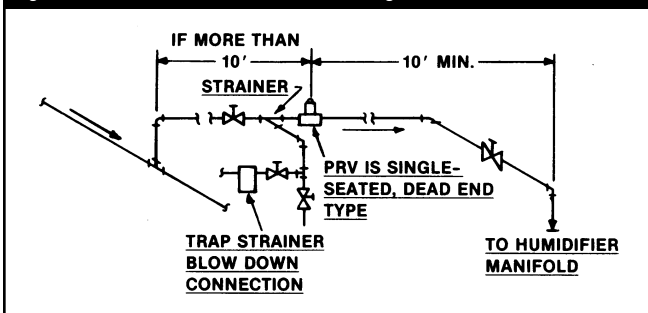 IF MORE THAN
10'
10' MIN.
STRAINER
PRV IS SINGLE-
SEATED, DEAD END
TYPE
TRAP STRAINER
BLOW DOWN
CONNECTION
TO HUMIDIFIER
MANIFOLD